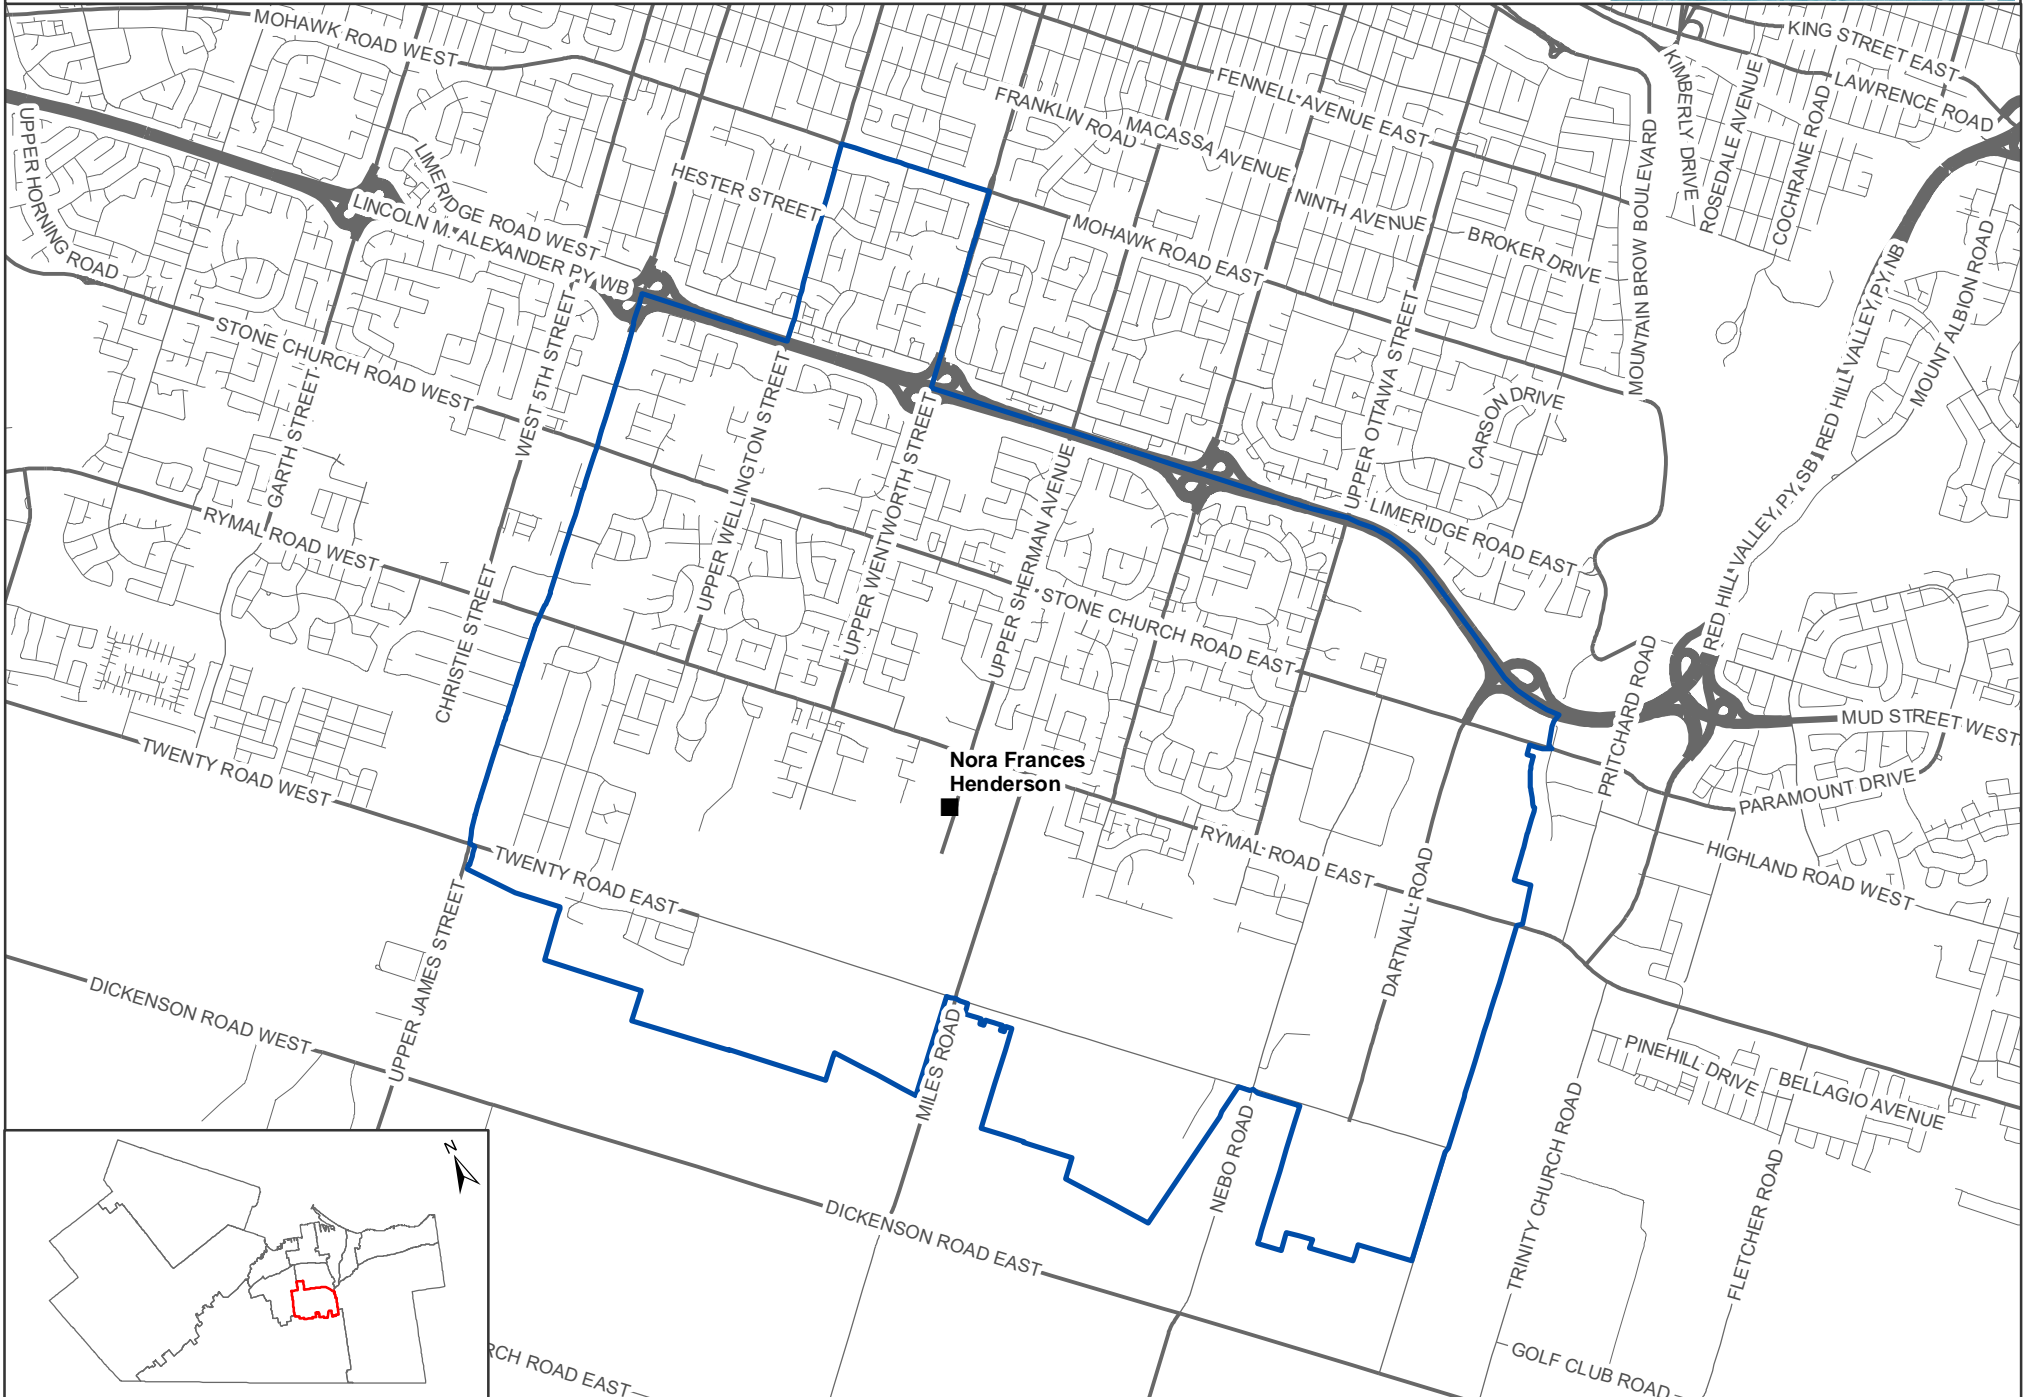 MOHAWK ROAD WEST
KING STREET EAST
LAWRENCE ROAD
FENNELL AVENUE EAST
FRANKLIN ROAD
MACASSA AVENUE
KIMBERLY DRIVE
ROSEDALE AVENUE
COCHRANE ROAD
UPPER HORNING ROAD
LIMERIDGE ROAD WEST
LINCOLN M. ALEXANDER PY WB
HESTER STREET
MOHAWK ROAD EAST
NINTH AVENUE
BROKER DRIVE
MOUNTAIN BROW BOULEVARD
RED HILL VALLEY PY NB
MOUNT ALBION ROAD
STONE CHURCH ROAD WEST
WEST 5TH STREET
GARTH STREET
UPPER WELLINGTON STREET
UPPER WENTWORTH STREET
UPPER SHERMAN AVENUE
UPPER OTTAWA STREET
CARSON DRIVE
LIMERIDGE ROAD EAST
RED HILL VALLEY PY SB
RYMAL ROAD WEST
CHRISTIE STREET
STONE CHURCH ROAD EAST
PRITCHARD ROAD
MUD STREET WEST
PARAMOUNT DRIVE
TWENTY ROAD WEST
Nora Frances
Henderson
RYMAL ROAD EAST
HIGHLAND ROAD WEST
TWENTY ROAD EAST
DARTNALL ROAD
UPPER JAMES STREET
DICKENSON ROAD WEST
MILES ROAD
NEBO ROAD
PINEHILL DRIVE
BELLAGIO AVENUE
TRINITY CHURCH ROAD
FLETCHER ROAD
DICKENSON ROAD EAST
GOLF CLUB ROAD
RCH ROAD EAST
N